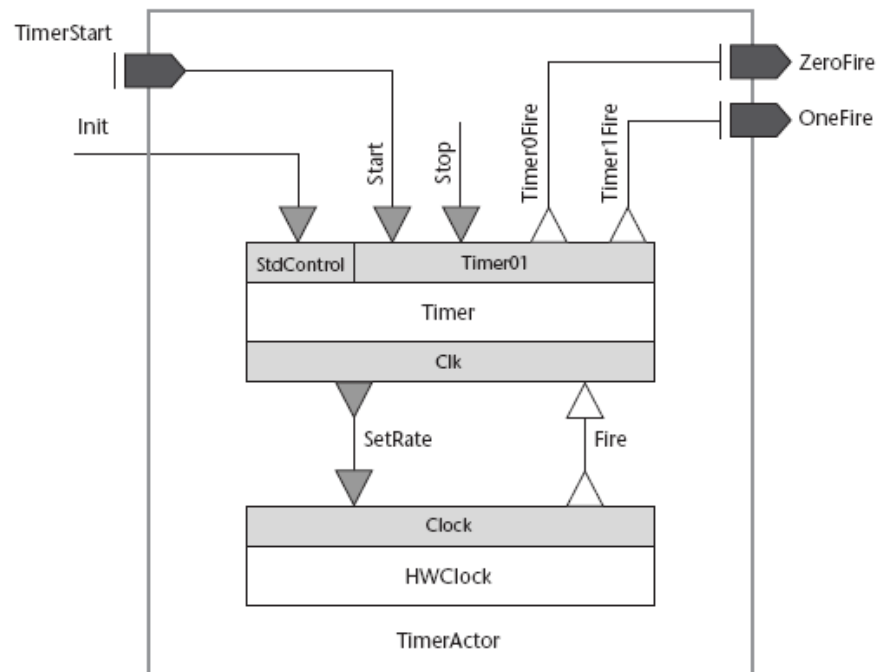 TimerStart
ZeroFire
OneFire
Init
Start
Stop
Timer0Fire
Timer1Fire
StdControl
Timer01
Timer
Clk
SetRate
Fire
Clock
HWClock
TimerActor